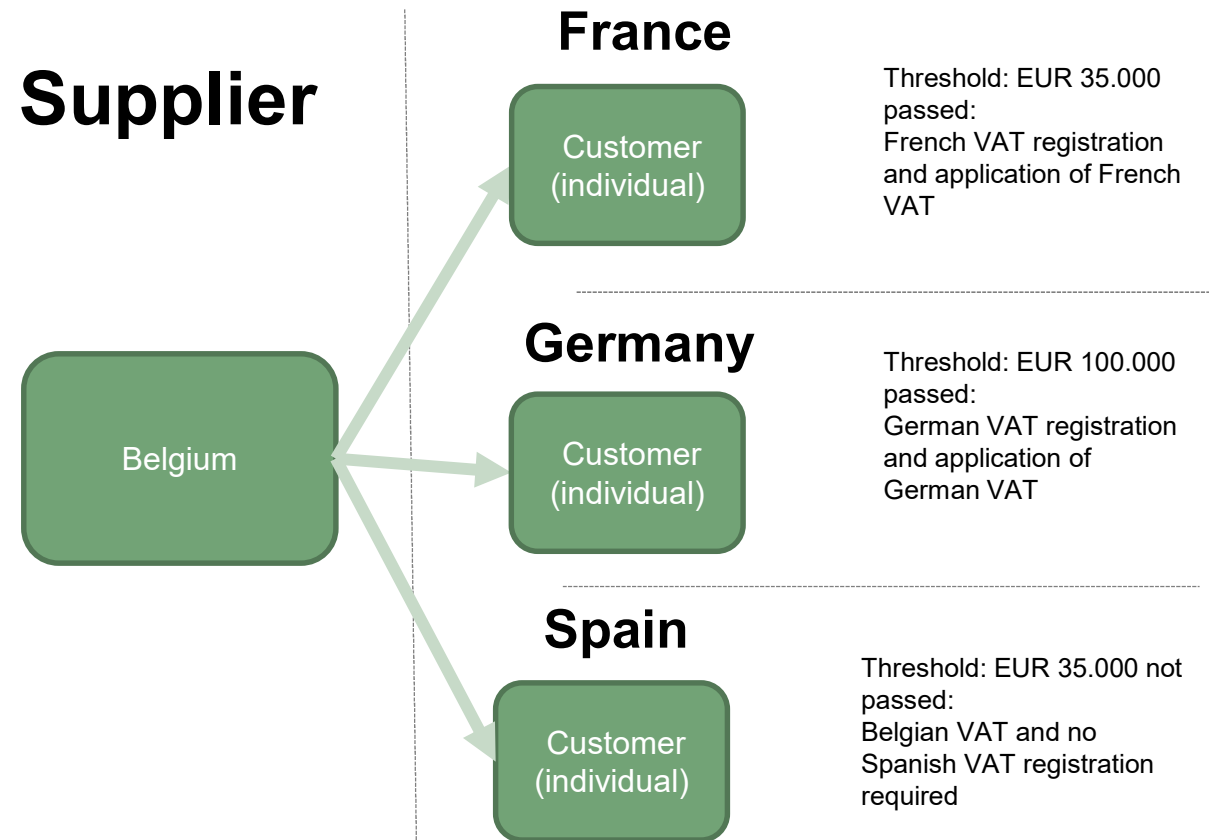 Supplier
Belgium
France
Customer
(individual)
Threshold: EUR 35.000
passed:
French VAT registration
and application of French
VAT
Germany
Customer
(individual)
Threshold: EUR 100.000
passed:
German VAT registration
and application of
German VAT
Spain
Customer
(individual)
Threshold: EUR 35.000 not
passed:
Belgian VAT and no
Spanish VAT registration
required